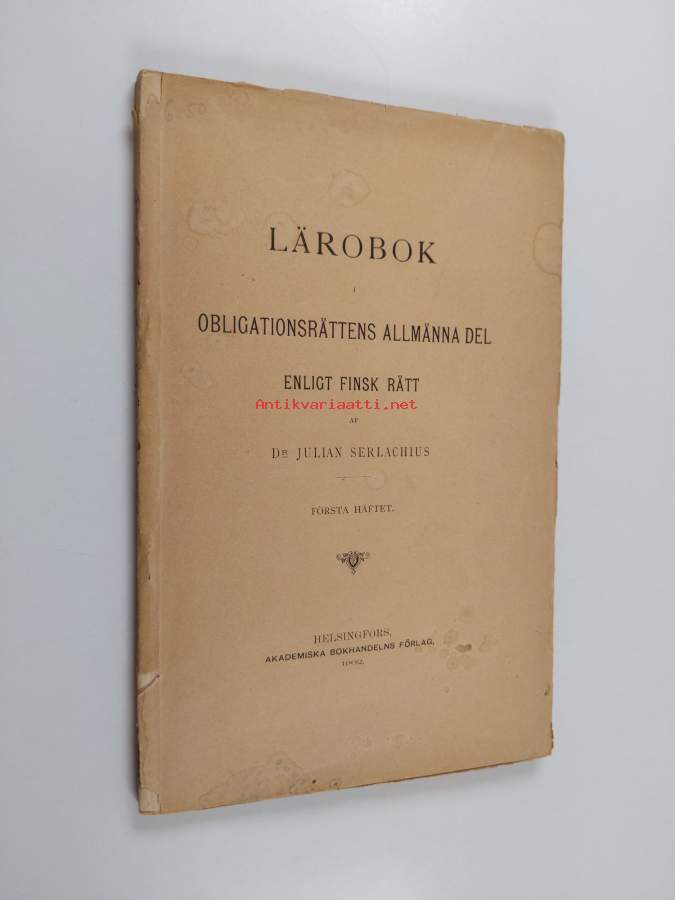 LÄROBOK
I
OBLIGATIONSRÄTTENS ALLMÄNNA DEL
ENLIGT FINSK RÄTT
Antikvariaatti.net
AF
DR JULIAN SERLACHIUS
FÖRSTA HÄFTET.
HELSINGFORS,
AKADEMISKA BOKHANDELNS FÖRLAG.
1902.